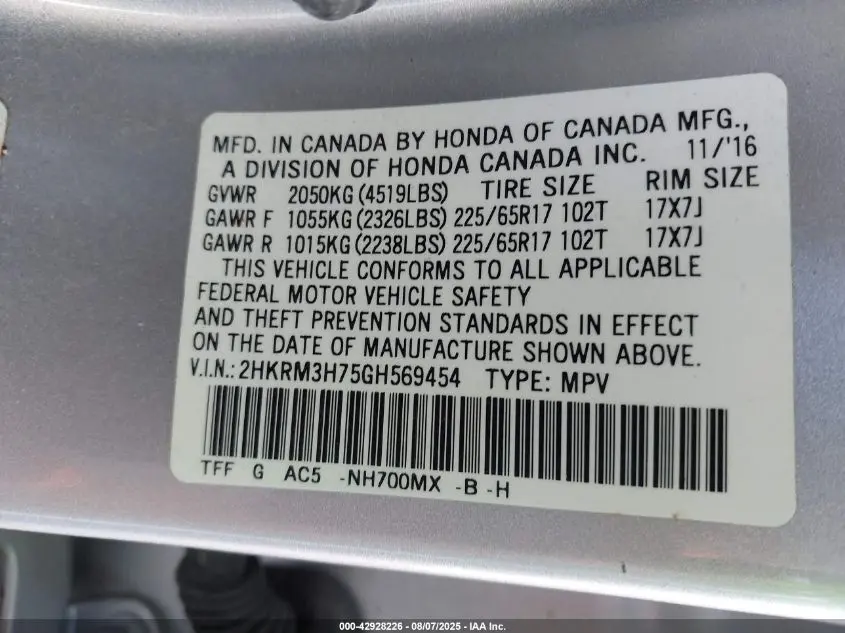 MFD. IN CANADA BY HONDA OF CANADA MFG.,
A DIVISION OF HONDA CANADA INC. 11/'16
GVWR 2050KG (4519LBS) TIRE SIZE RIM SIZE
GAWR F 1055KG (2326LBS) 225/65R17 102T 17X7J
GAWR R 1015KG (2238LBS) 225/65R17 102T 17X7J
THIS VEHICLE CONFORMS TO ALL APPLICABLE
FEDERAL MOTOR VEHICLE SAFETY
AND THEFT PREVENTION STANDARDS IN EFFECT
ON THE DATE OF MANUFACTURE SHOWN ABOVE.
V.I.N.: 2HKRM3H75GH569454 TYPE: MPV
TFF G AC5 -NH700MX -B -H
000-42928226 - 08/07/2025 - IAA Inc.